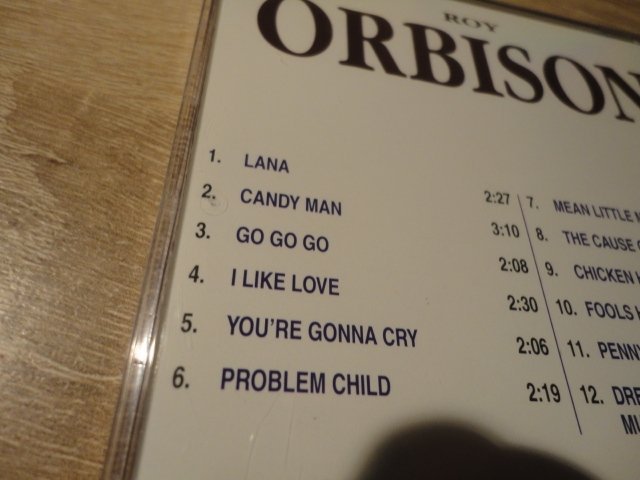 ROY
ORBISON
1. LANA 2:27
2. CANDY MAN 3:10
3. GO GO GO 2:08
4. I LIKE LOVE 2:30
5. YOU'RE GONNA CRY 2:06
6. PROBLEM CHILD 2:19
7. MEAN LITTLE
8. THE CAUSE
9. CHICKEN
10. FOOLS
11. PENN
12. DRE
MU